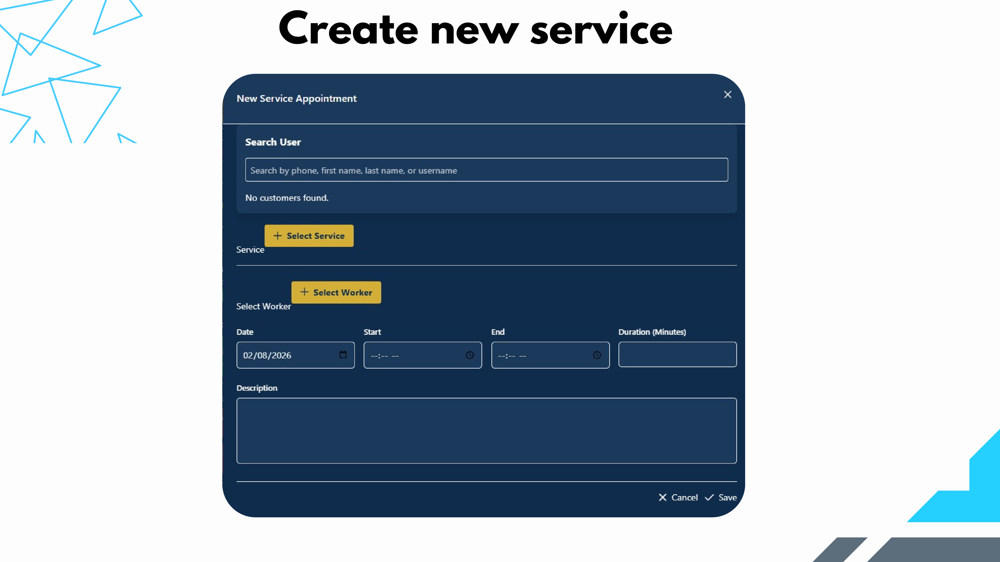 Create new service
New Service Appointment
Search User
Search by phone, first name, last name, or username
No customers found.
+ Select Service
Service
+ Select Worker
Select Worker
Date Start End Duration (Minutes)
02/08/2026 --:-- -- --:-- --
Description
Cancel Save